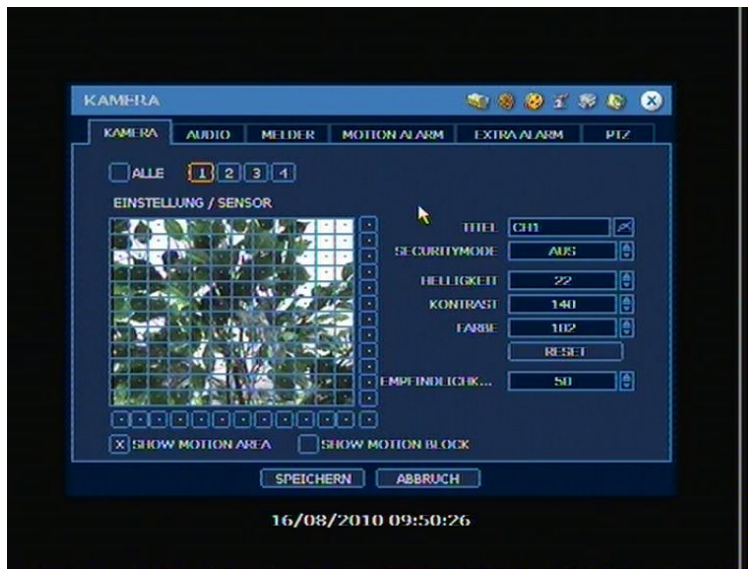 KAMERA
KAMERA AUDIO MELDER MOTION ALARM EXTRA ALARM PTZ
ALLE 1 2 3 4
EINSTELLUNG / SENSOR
TITEL CH1
SECURITYMODE AUS
HELLIGKEIT 22
KONTRAST 140
FARBE 102
RESET
EMPFINDLICHK... 50
X SHOW MOTION AREA SHOW MOTION BLOCK
SPEICHERN ABBRUCH
16/08/2010 09:50:26